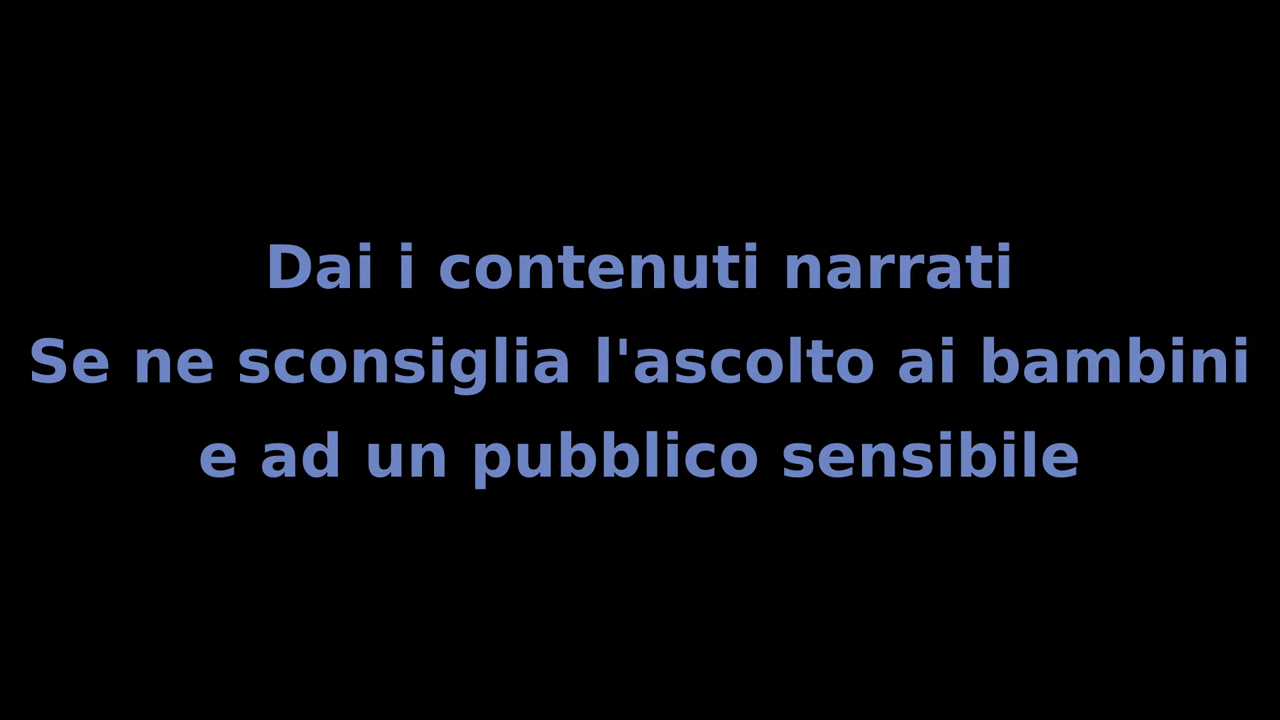 Dai i contenuti narrati
Se ne sconsiglia l'ascolto ai bambini
e ad un pubblico sensibile